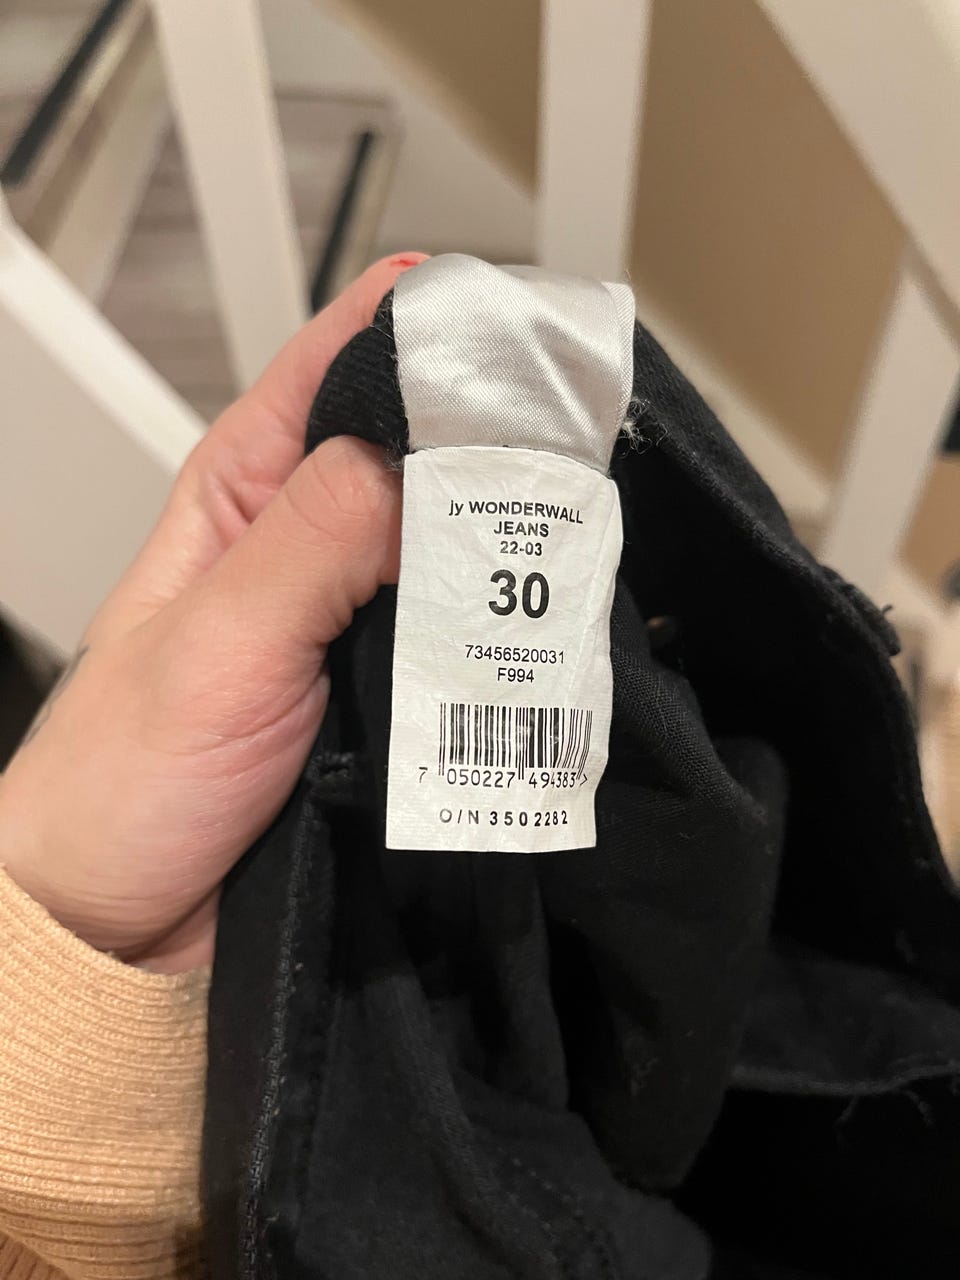 jy WONDERWALL
JEANS
22-03
30
73456520031
F994
7 050227 494383 >
O/N 3502282